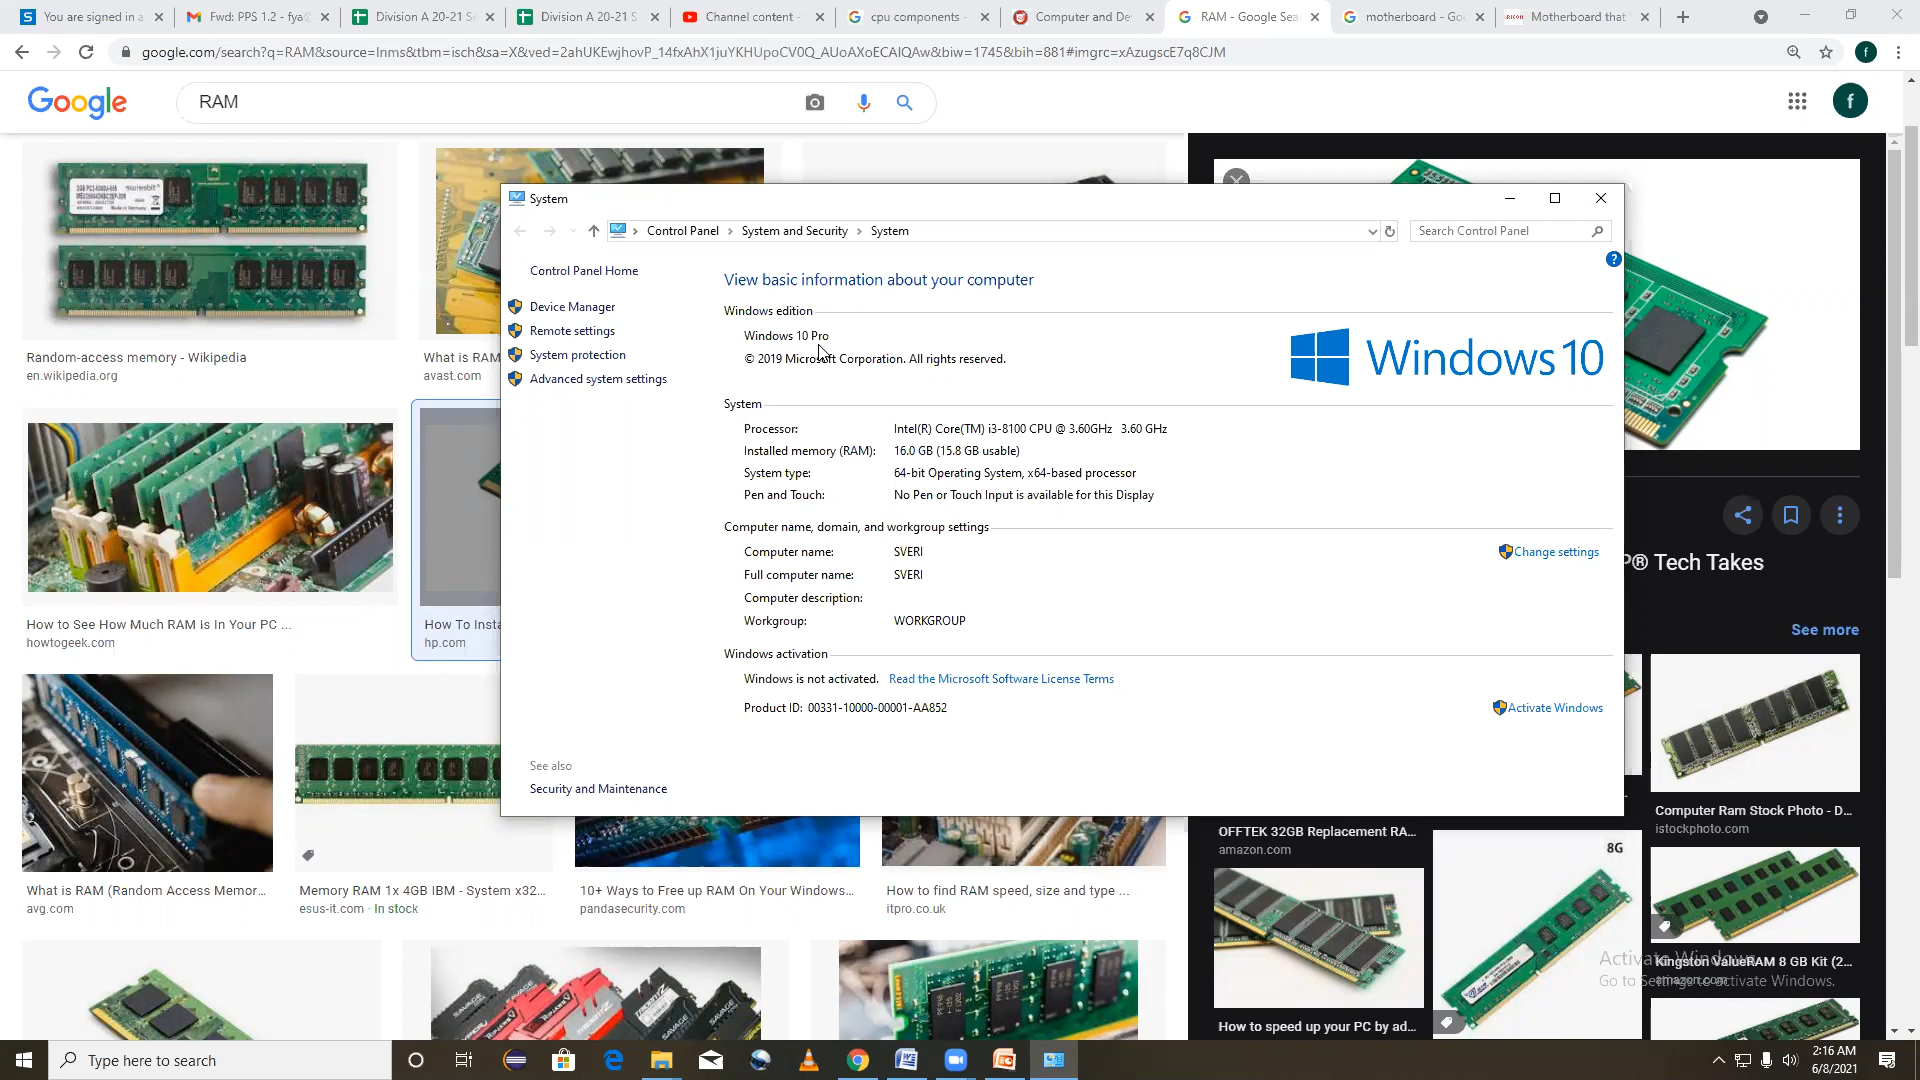 You are signed in a
Fwd: PPS 1.2 - fya@
Division A 20-21 Se
Division A 20-21 S
Channel content -
cpu components -
Computer and De
RAM - Google Sea
motherboard - Go
Motherboard that
google.com/search?q=RAM&source=lnms&tbm=isch&sa=X&ved=2ahUKEwjhovP_14fxAhX1juYKHUpoCV0Q_AUoAXoECAIQAw&biw=1745&bih=881#imgrc=xAzugscE7q8CJM
f
Google
RAM
f
Random-access memory - Wikipedia
en.wikipedia.org
What is RAM
avast.com
How to See How Much RAM Is In Your PC ...
howtogeek.com
How To Insta
hp.com
System
Control Panel
System and Security
System
Search Control Panel
Control Panel Home
Device Manager
Remote settings
System protection
Advanced system settings
View basic information about your computer
Windows edition
Windows 10 Pro
© 2019 Microsoft Corporation. All rights reserved.
Windows 10
System
Processor: Intel(R) Core(TM) i3-8100 CPU @ 3.60GHz 3.60 GHz
Installed memory (RAM): 16.0 GB (15.8 GB usable)
System type: 64-bit Operating System, x64-based processor
Pen and Touch: No Pen or Touch Input is available for this Display
Computer name, domain, and workgroup settings
Computer name: SVERI
Change settings
Full computer name: SVERI
Computer description:
Workgroup: WORKGROUP
Windows activation
Windows is not activated. Read the Microsoft Software License Terms
Product ID: 00331-10000-00001-AA852
Activate Windows
See also
Security and Maintenance
® Tech Takes
See more
What is RAM (Random Access Memor...
avg.com
Memory RAM 1x 4GB IBM - System x32...
esus-it.com · In stock
10+ Ways to Free up RAM On Your Windows...
pandasecurity.com
How to find RAM speed, size and type ...
itpro.co.uk
OFFTEK 32GB Replacement RA...
amazon.com
Computer Ram Stock Photo - D...
istockphoto.com
8G
How to speed up your PC by ad...
Kingston ValueRAM 8 GB Kit (2...
amazon.com
Activate Windows
Go to Settings to activate Windows.
Type here to search
2:16 AM
6/8/2021